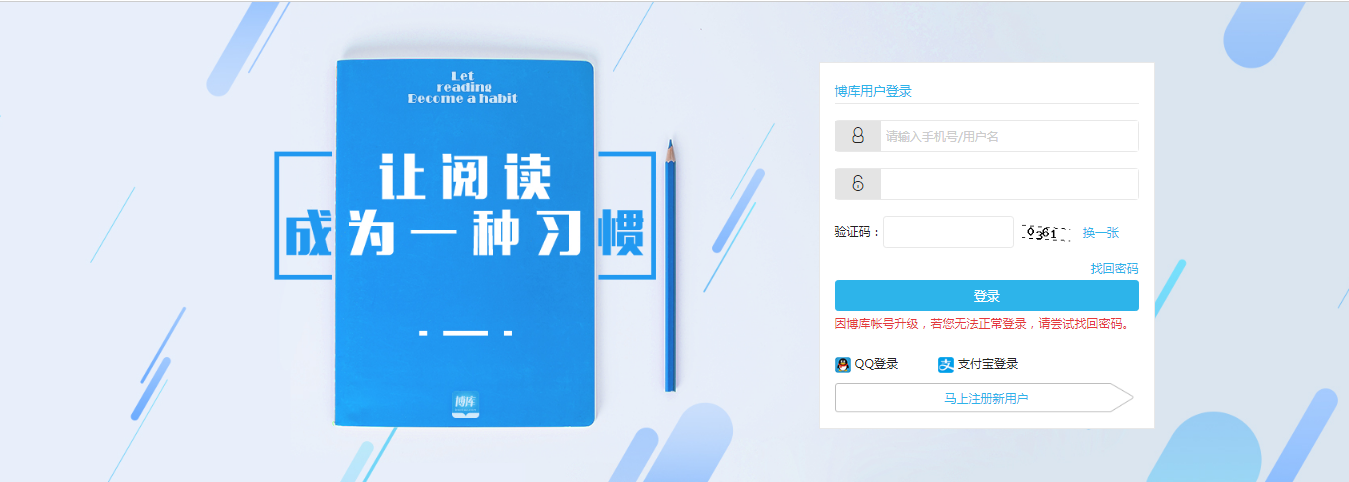 Let
reading
Become a habit
让阅读
成为一种习惯
博库
博库用户登录
请输入手机号/用户名
验证码：
0361
换一张
找回密码
登录
因博库帐号升级，若您无法正常登录，请尝试找回密码。
QQ登录
支付宝登录
马上注册新用户